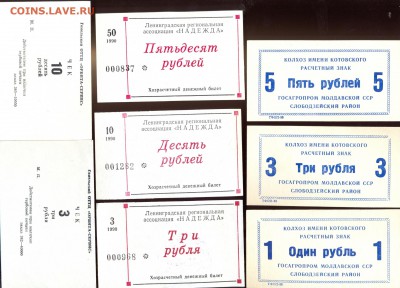 COINS.LAVE.RU
М. П.
ЧЕК
10
десять
рублей
М. П.
ЧЕК
3
три
рубля
50
1990
Ленинградская региональная
ассоциация «НАДЕЖДА»
Пятьдесят
рублей
000837
Хозрасчетный денежный билет
10
1990
Ленинградская региональная
ассоциация «НАДЕЖДА»
Десять
рублей
001282
Хозрасчетный денежный билет
3
1990
Ленинградская региональная
ассоциация «НАДЕЖДА»
Три
рубля
000968
Хозрасчетный денежный билет
КОЛХОЗ ИМЕНИ КОТОВСКОГО
РАСЧЕТНЫЙ ЗНАК
5 Пять рублей 5
ГОСАГРОПРОМ МОЛДАВСКОЙ ССР
СЛОБОДЗЕЙСКИЙ РАЙОН
КОЛХОЗ ИМЕНИ КОТОВСКОГО
РАСЧЕТНЫЙ ЗНАК
3 Три рубля 3
ГОСАГРОПРОМ МОЛДАВСКОЙ ССР
СЛОБОДЗЕЙСКИЙ РАЙОН
КОЛХОЗ ИМЕНИ КОТОВСКОГО
РАСЧЕТНЫЙ ЗНАК
1 Один рубль 1
ГОСАГРОПРОМ МОЛДАВСКОЙ ССР
СЛОБОДЗЕЙСКИЙ РАЙОН